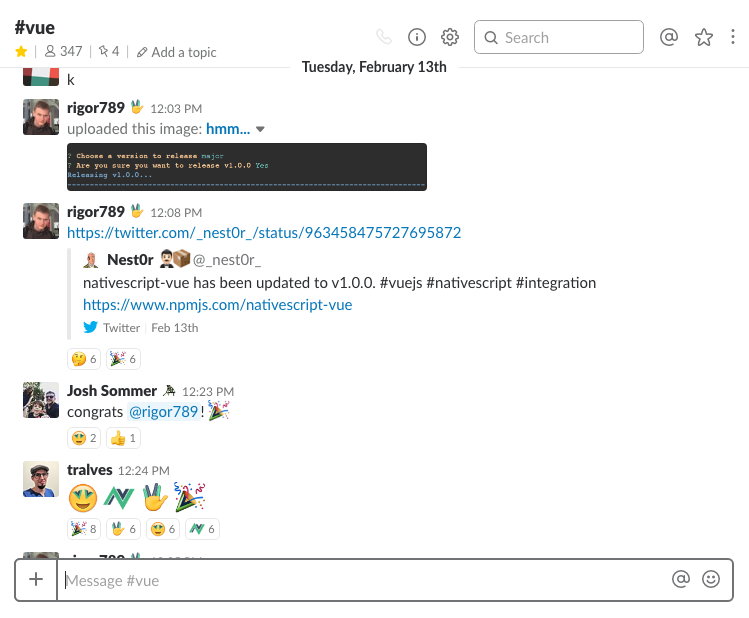 #vue
347 | 4 | Add a topic
Search
Tuesday, February 13th
k
rigor789 12:03 PM
uploaded this image: hmm...
? Choose a version to release major
? Are you sure you want to release v1.0.0 Yes
Releasing v1.0.0...
rigor789 12:08 PM
https://twitter.com/_nest0r_/status/963458475727695872
Nest0r @_nest0r_
nativescript-vue has been updated to v1.0.0. #vuejs #nativescript #integration
https://www.npmjs.com/nativescript-vue
Twitter | Feb 13th
6 6
Josh Sommer 12:23 PM
congrats @rigor789!
2 1
tralves 12:24 PM
8 6 6 6
Message #vue